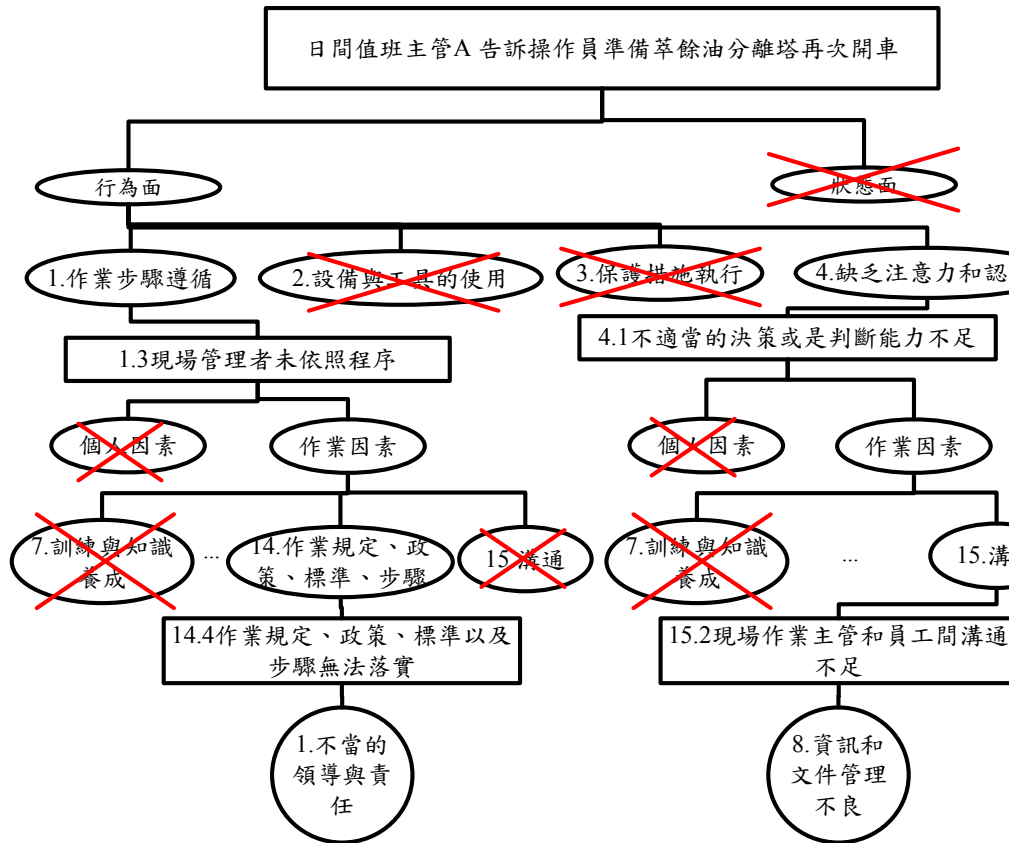 日間值班主管A 告訴操作員準備萃餘油分離塔再次開車
行為面
狀態面
1.作業步驟遵循
2.設備與工具的使用
3.保護措施執行
4.缺乏注意力和認
1.3現場管理者未依照程序
4.1不適當的決策或是判斷能力不足
個人因素
作業因素
個人因素
作業因素
7.訓練與知識
養成
...
14.作業規定、政
策、標準、步驟
15.溝通
7.訓練與知識
養成
...
15.溝
14.4作業規定、政策、標準以及
步驟無法落實
15.2現場作業主管和員工間溝通
不足
1.不當的
領導與責
任
8.資訊和
文件管理
不良